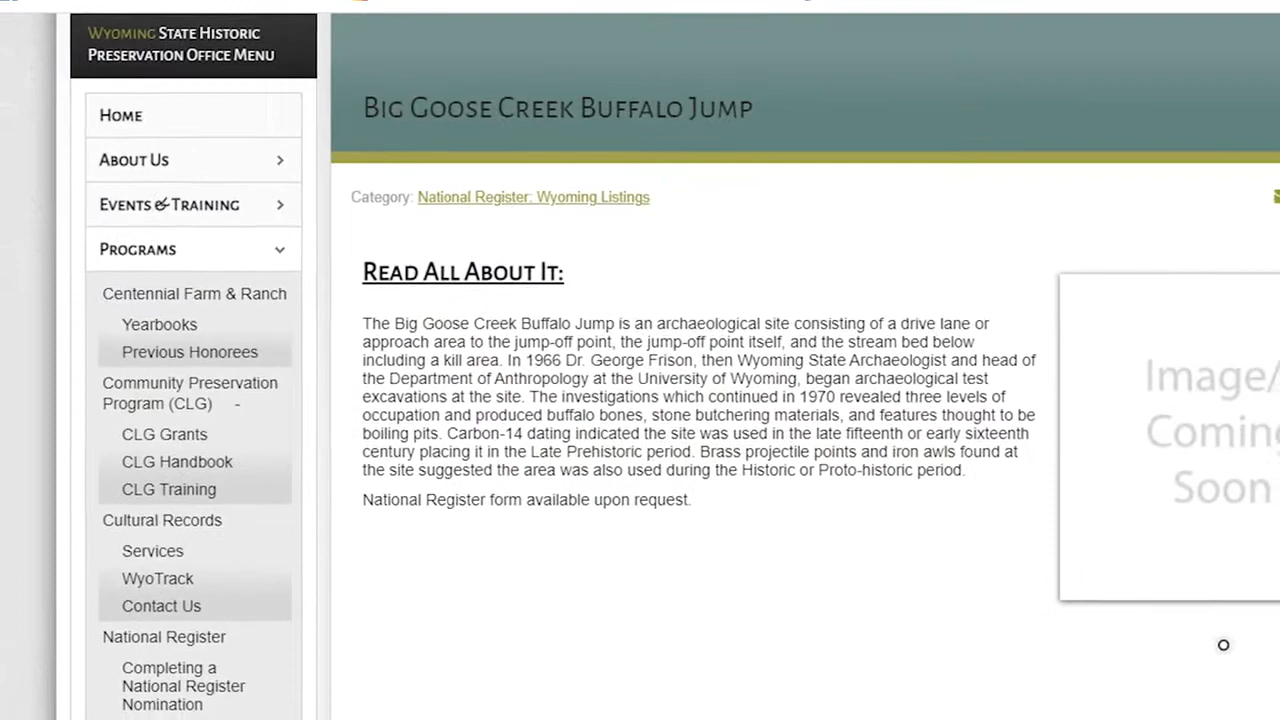 WYOMING STATE HISTORIC
PRESERVATION OFFICE MENU
HOME
ABOUT US
EVENTS & TRAINING
PROGRAMS
Centennial Farm & Ranch
Yearbooks
Previous Honorees
Community Preservation
Program (CLG) -
CLG Grants
CLG Handbook
CLG Training
Cultural Records
Services
WyoTrack
Contact Us
National Register
Completing a
National Register
Nomination
BIG GOOSE CREEK BUFFALO JUMP
Category: National Register: Wyoming Listings
READ ALL ABOUT IT:
The Big Goose Creek Buffalo Jump is an archaeological site consisting of a drive lane or
approach area to the jump-off point, the jump-off point itself, and the stream bed below
including a kill area. In 1966 Dr. George Frison, then Wyoming State Archaeologist and head of
the Department of Anthropology at the University of Wyoming, began archaeological test
excavations at the site. The investigations which continued in 1970 revealed three levels of
occupation and produced buffalo bones, stone butchering materials, and features thought to be
boiling pits. Carbon-14 dating indicated the site was used in the late fifteenth or early sixteenth
century placing it in the Late Prehistoric period. Brass projectile points and iron awls found at
the site suggested the area was also used during the Historic or Proto-historic period.
National Register form available upon request.
Image/
Coming
Soon